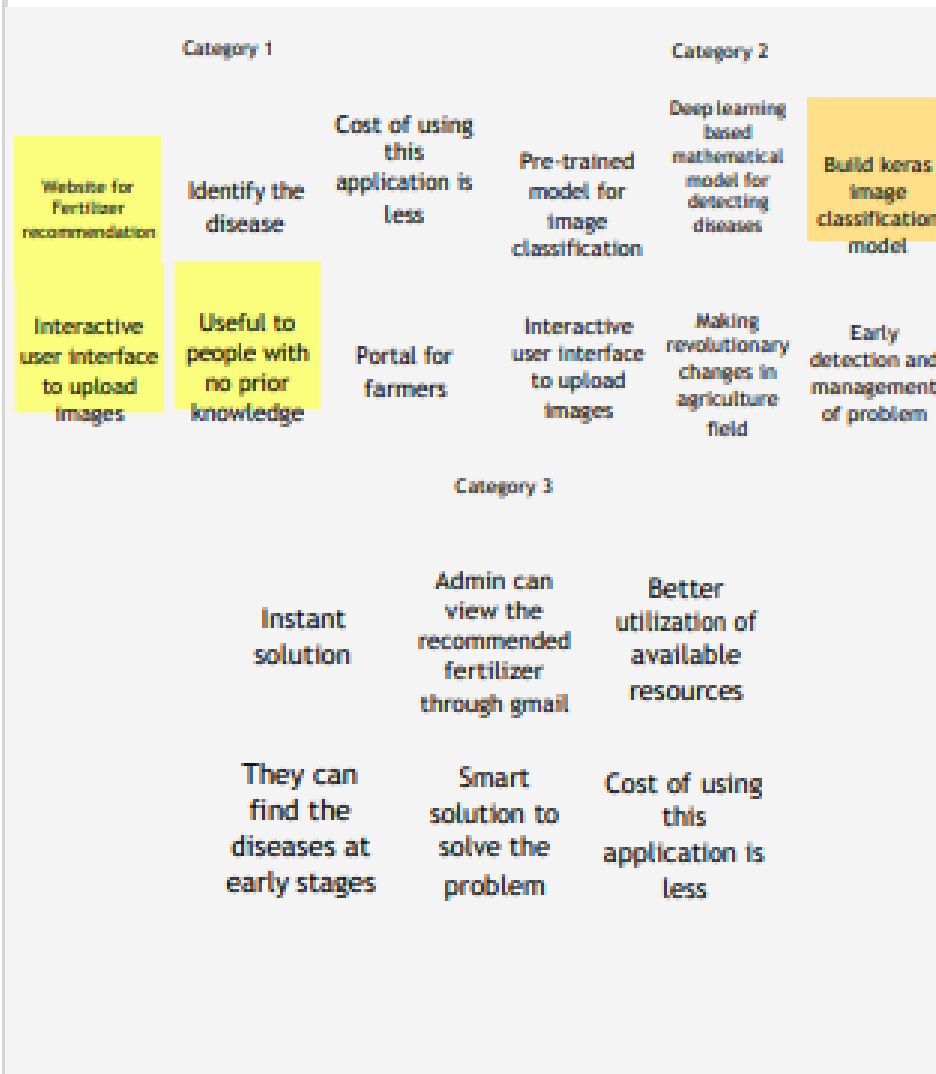 Category 1
Website for
Fertilizer
recommendation
Identify the
disease
Cost of using
this
application is
less
Interactive
user interface
to upload
images
Useful to
people with
no prior
knowledge
Portal for
farmers
Category 2
Pre-trained
model for
image
classification
Deep learning
based
mathematical
model for
detecting
diseases
Build keras
image
classification
model
Interactive
user interface
to upload
images
Making
revolutionary
changes in
agriculture
field
Early
detection and
management
of problem
Category 3
Instant
solution
Admin can
view the
recommended
fertilizer
through gmail
Better
utilization of
available
resources
They can
find the
diseases at
early stages
Smart
solution to
solve the
problem
Cost of using
this
application is
less